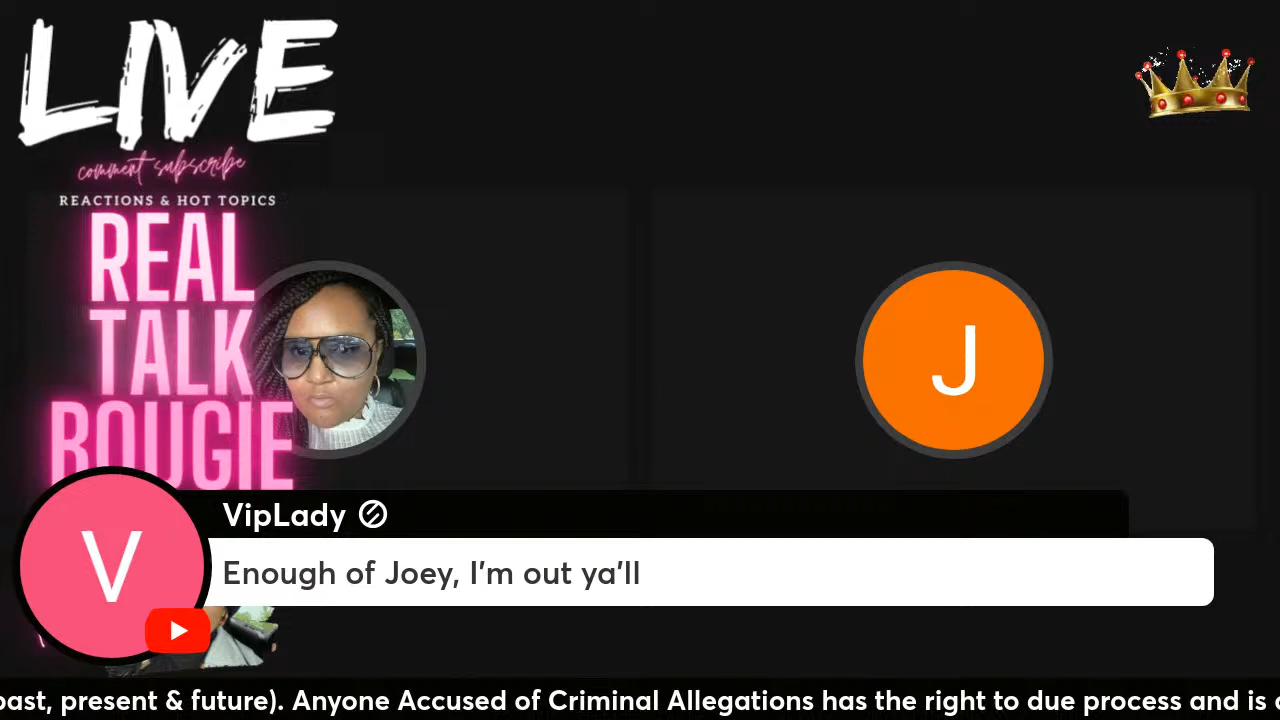 LIVE
comment subscribe
REACTIONS & HOT TOPICS
REAL
TALK
BOUGIE
J
V
VipLady
Enough of Joey, I'm out ya'll
past, present & future). Anyone Accused of Criminal Allegations has the right to due process and is